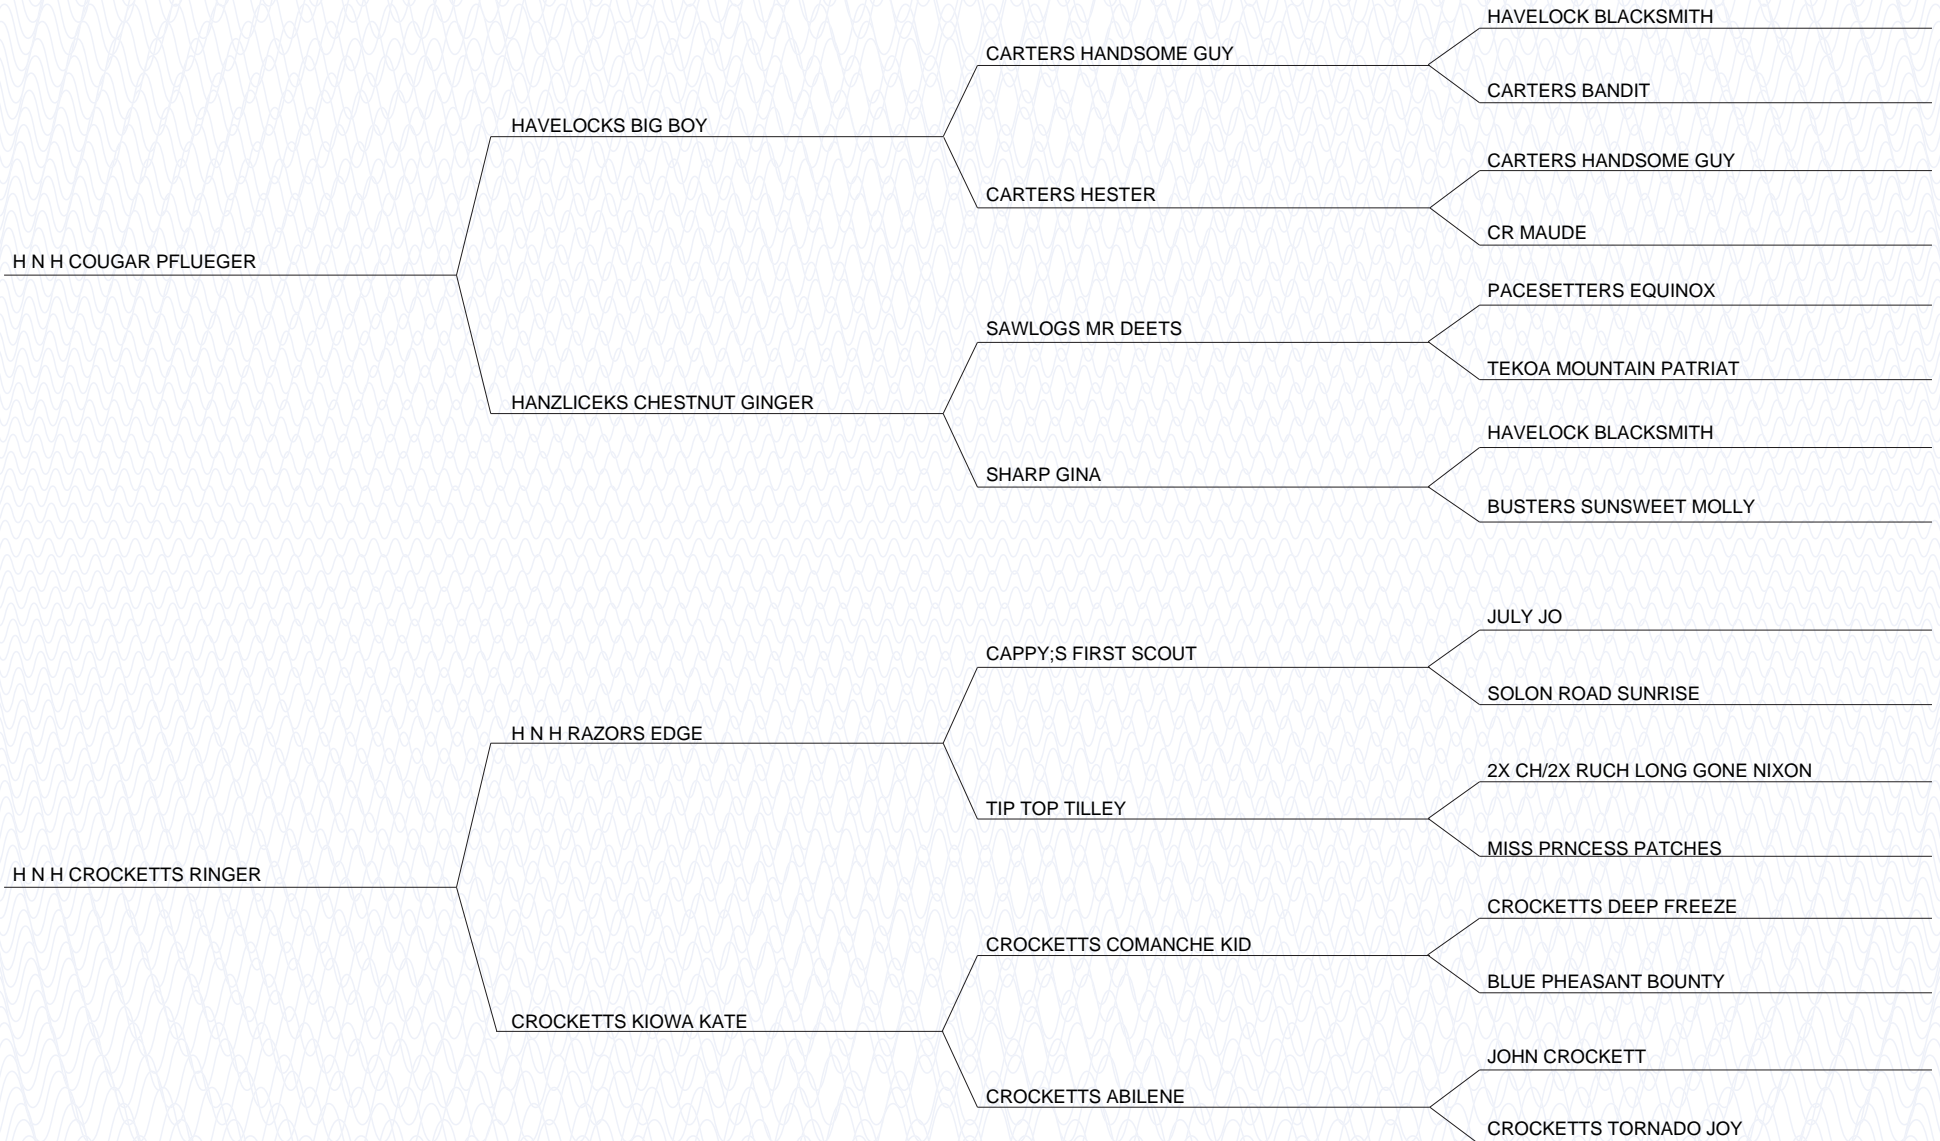 HAVELOCK BLACKSMITH
CARTERS HANDSOME GUY
CARTERS BANDIT
HAVELOCKS BIG BOY
CARTERS HANDSOME GUY
CARTERS HESTER
CR MAUDE
H N H COUGAR PFLUEGER
PACESETTERS EQUINOX
SAWLOGS MR DEETS
TEKOA MOUNTAIN PATRIAT
HANZLICEKS CHESTNUT GINGER
HAVELOCK BLACKSMITH
SHARP GINA
BUSTERS SUNSWEET MOLLY
JULY JO
CAPPY;S FIRST SCOUT
SOLON ROAD SUNRISE
H N H RAZORS EDGE
2X CH/2X RUCH LONG GONE NIXON
TIP TOP TILLEY
MISS PRNCESS PATCHES
H N H CROCKETTS RINGER
CROCKETTS DEEP FREEZE
CROCKETTS COMANCHE KID
BLUE PHEASANT BOUNTY
CROCKETTS KIOWA KATE
JOHN CROCKETT
CROCKETTS ABILENE
CROCKETTS TORNADO JOY